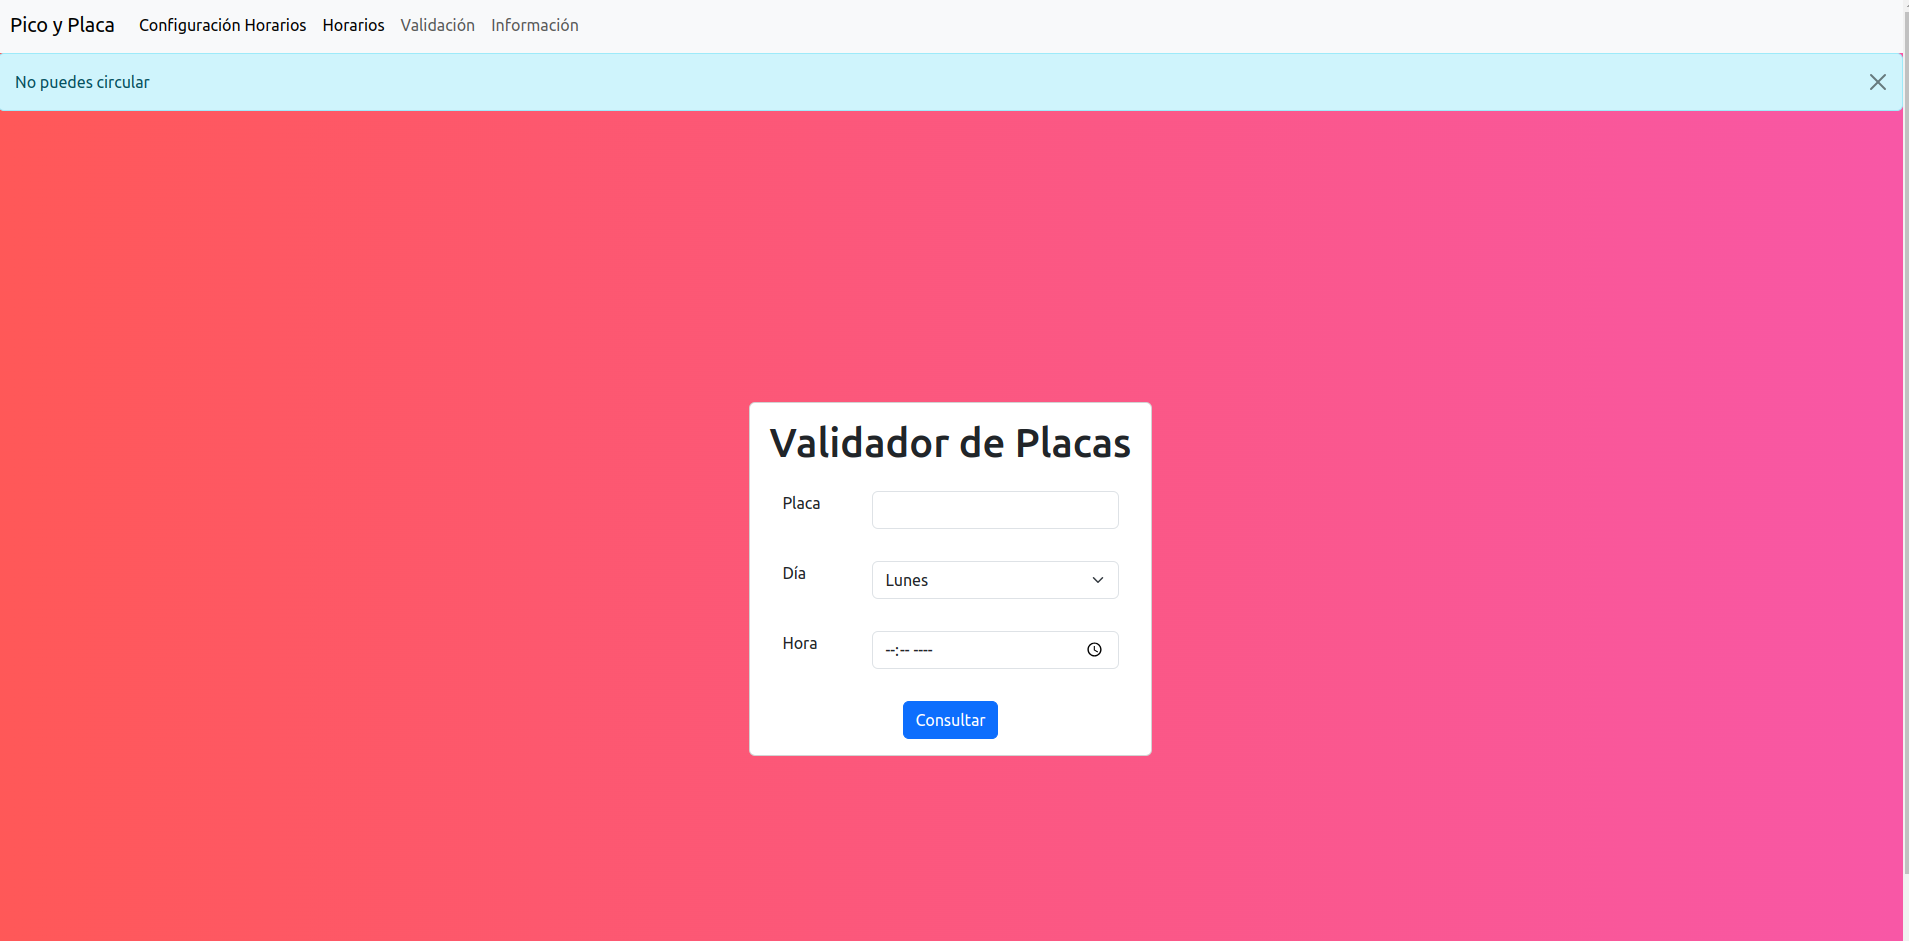 Pico y Placa Configuración Horarios Horarios Validación Información
No puedes circular
Validador de Placas
Placa
Día Lunes
Hora --:-- ----
Consultar